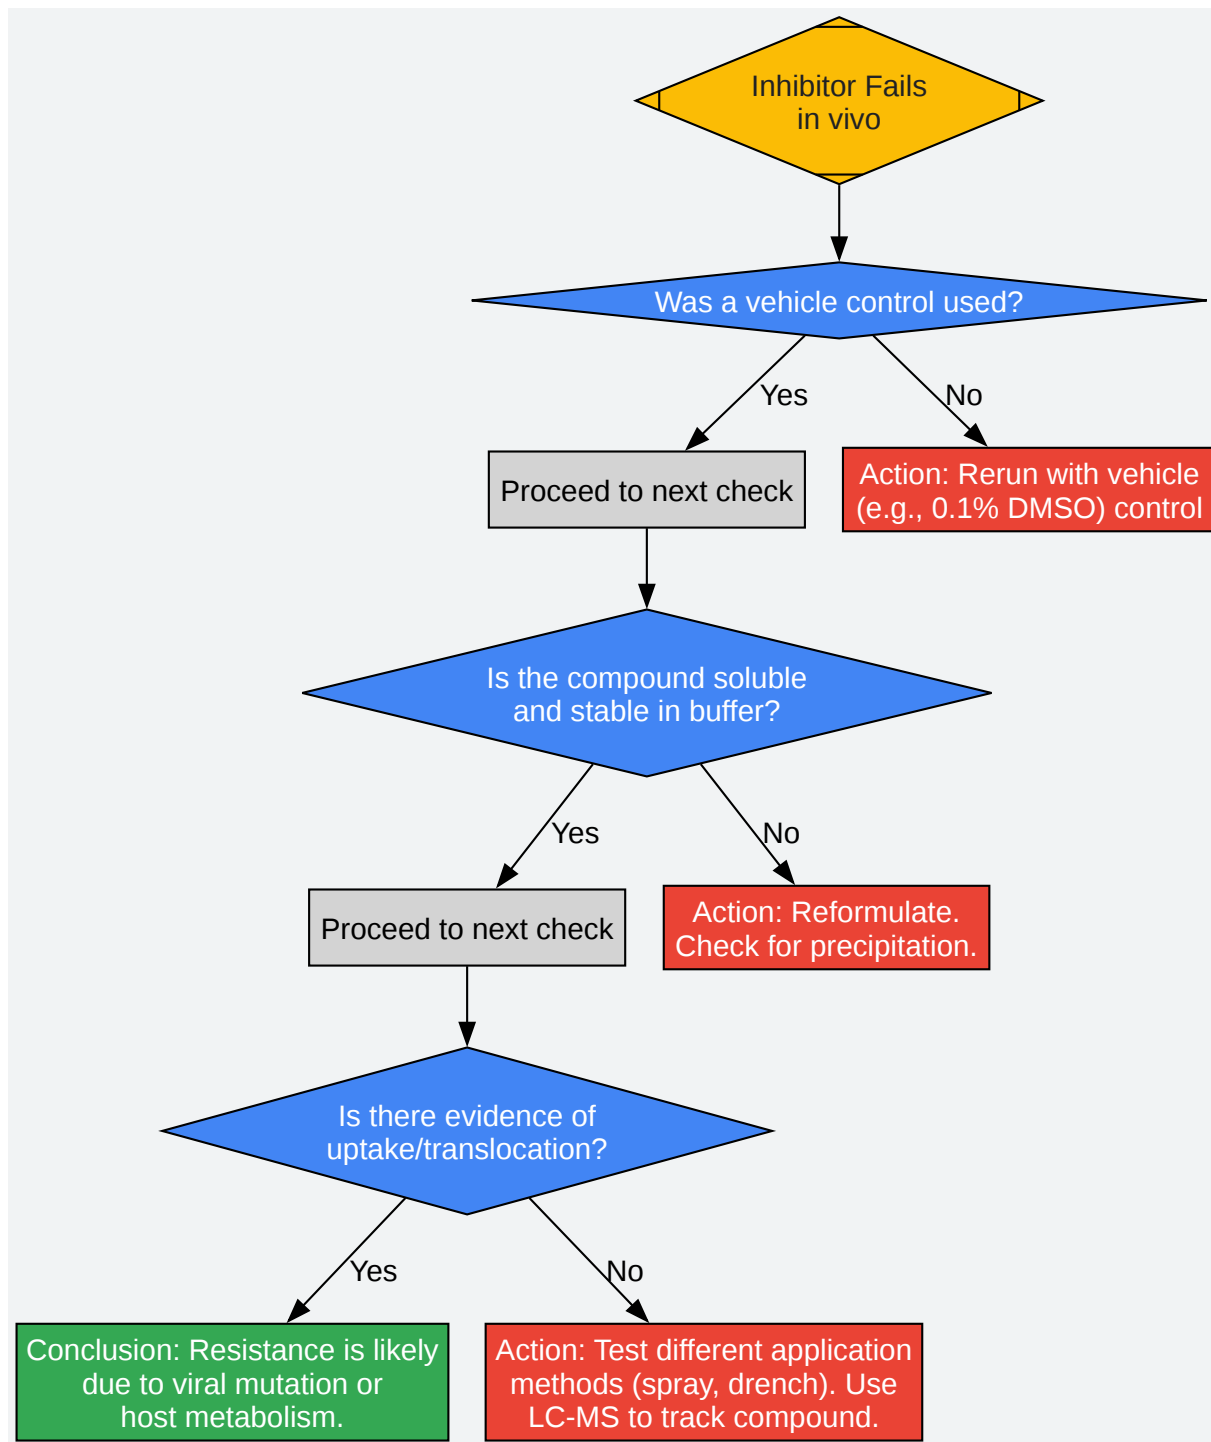 Inhibitor Fails
in vivo
Was a vehicle control used?
Yes
No
Proceed to next check
Action: Rerun with vehicle
(e.g., 0.1% DMSO) control
Is the compound soluble
and stable in buffer?
Yes
No
Proceed to next check
Action: Reformulate.
Check for precipitation.
Is there evidence of
uptake/translocation?
Yes
No
Conclusion: Resistance is likely
due to viral mutation or
host metabolism.
Action: Test different application
methods (spray, drench). Use
LC-MS to track compound.